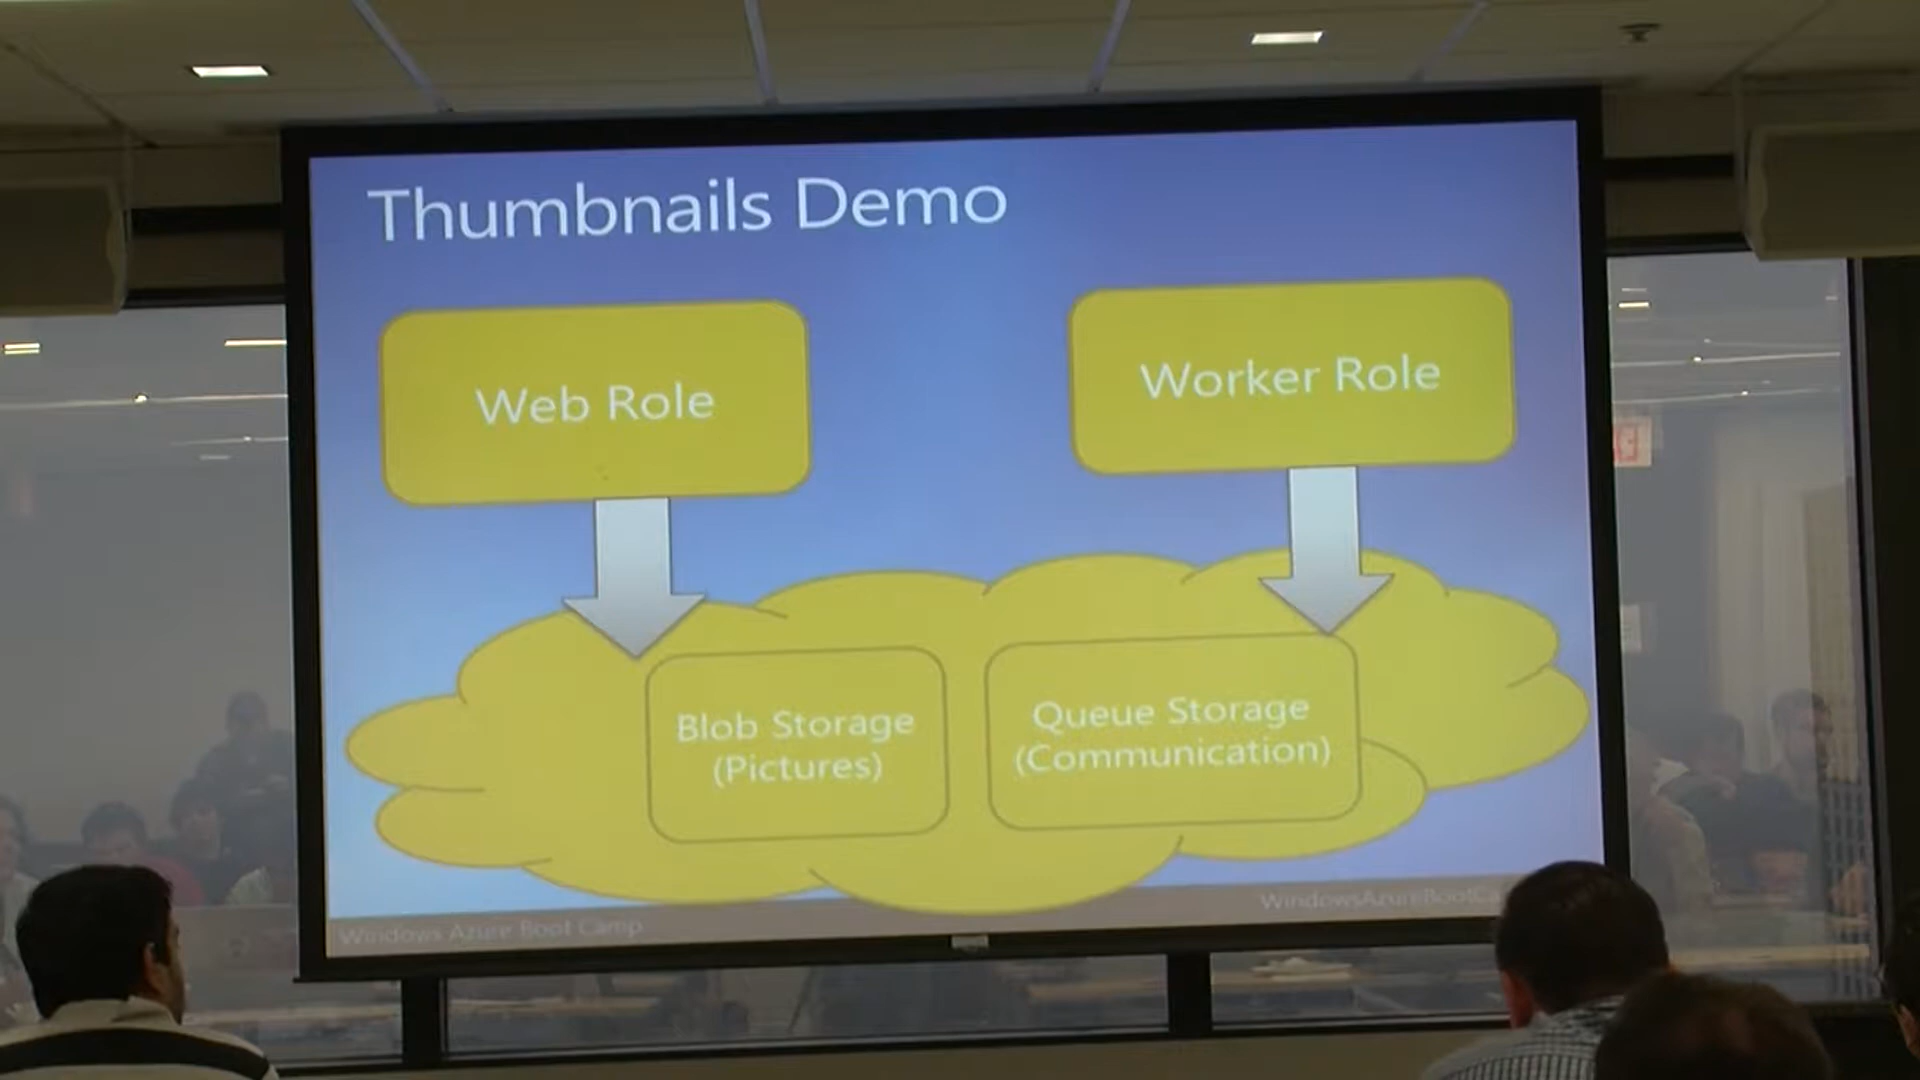 Thumbnails Demo
Web Role
Worker Role
Blob Storage
(Pictures)
Queue Storage
(Communication)
Windows Azure Boot Camp